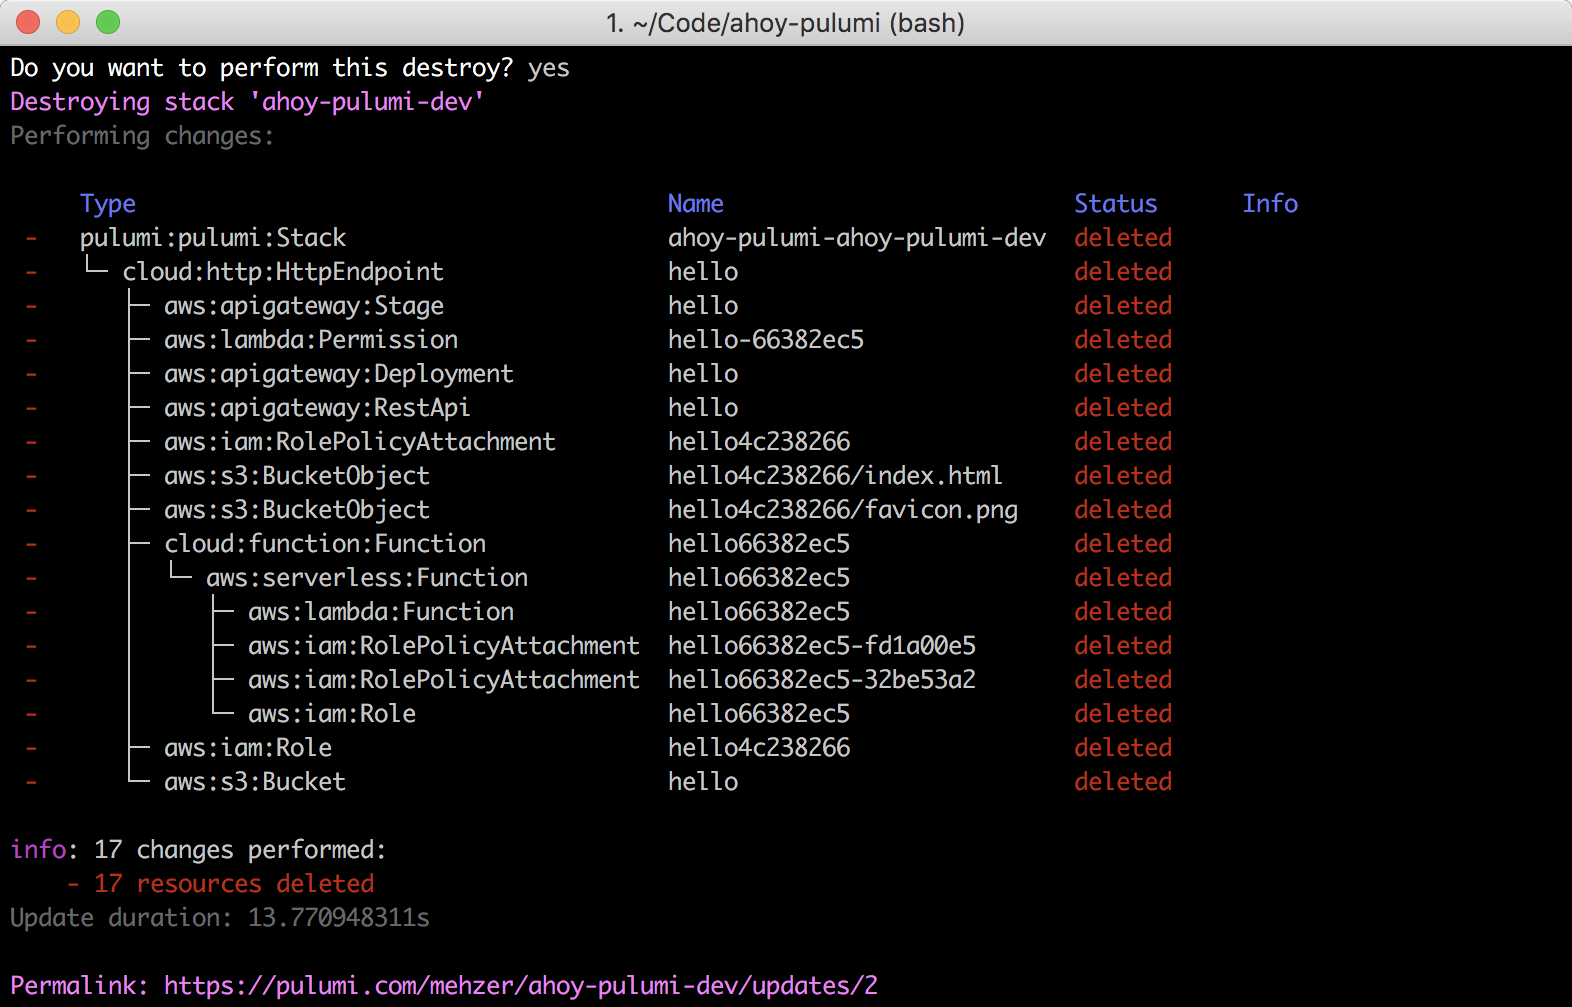 1. ~/Code/ahoy-pulumi (bash)
Do you want to perform this destroy? yes
Destroying stack 'ahoy-pulumi-dev'
Performing changes:
Type Name Status Info
- pulumi:pulumi:Stack ahoy-pulumi-ahoy-pulumi-dev deleted
- └─ cloud:http:HttpEndpoint hello deleted
- ├─ aws:apigateway:Stage hello deleted
- ├─ aws:lambda:Permission hello-66382ec5 deleted
- ├─ aws:apigateway:Deployment hello deleted
- ├─ aws:apigateway:RestApi hello deleted
- ├─ aws:iam:RolePolicyAttachment hello4c238266 deleted
- ├─ aws:s3:BucketObject hello4c238266/index.html deleted
- ├─ aws:s3:BucketObject hello4c238266/favicon.png deleted
- ├─ cloud:function:Function hello66382ec5 deleted
- │ └─ aws:serverless:Function hello66382ec5 deleted
- │ ├─ aws:lambda:Function hello66382ec5 deleted
- │ ├─ aws:iam:RolePolicyAttachment hello66382ec5-fd1a00e5 deleted
- │ ├─ aws:iam:RolePolicyAttachment hello66382ec5-32be53a2 deleted
- │ └─ aws:iam:Role hello66382ec5 deleted
- ├─ aws:iam:Role hello4c238266 deleted
- └─ aws:s3:Bucket hello deleted
info: 17 changes performed:
- 17 resources deleted
Update duration: 13.770948311s
Permalink: https://pulumi.com/mehzer/ahoy-pulumi-dev/updates/2